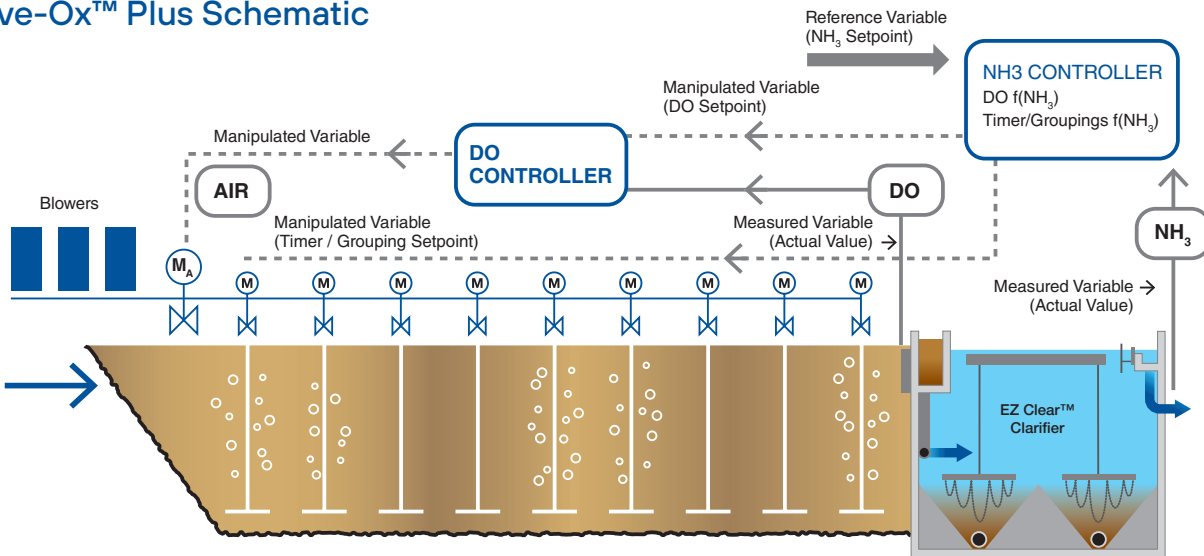 ve-Ox™ Plus Schematic
Reference Variable
(NH₃ Setpoint)
NH3 CONTROLLER
DO f(NH₃)
Timer/Groupings f(NH₃)
Manipulated Variable
(DO Setpoint)
Manipulated Variable
DO
CONTROLLER
AIR
DO
Blowers
Manipulated Variable
(Timer / Grouping Setpoint)
Measured Variable
(Actual Value) →
NH₃
Measured Variable →
(Actual Value)
M_A
M
M
M
M
M
M
M
M
M
EZ Clear™
Clarifier